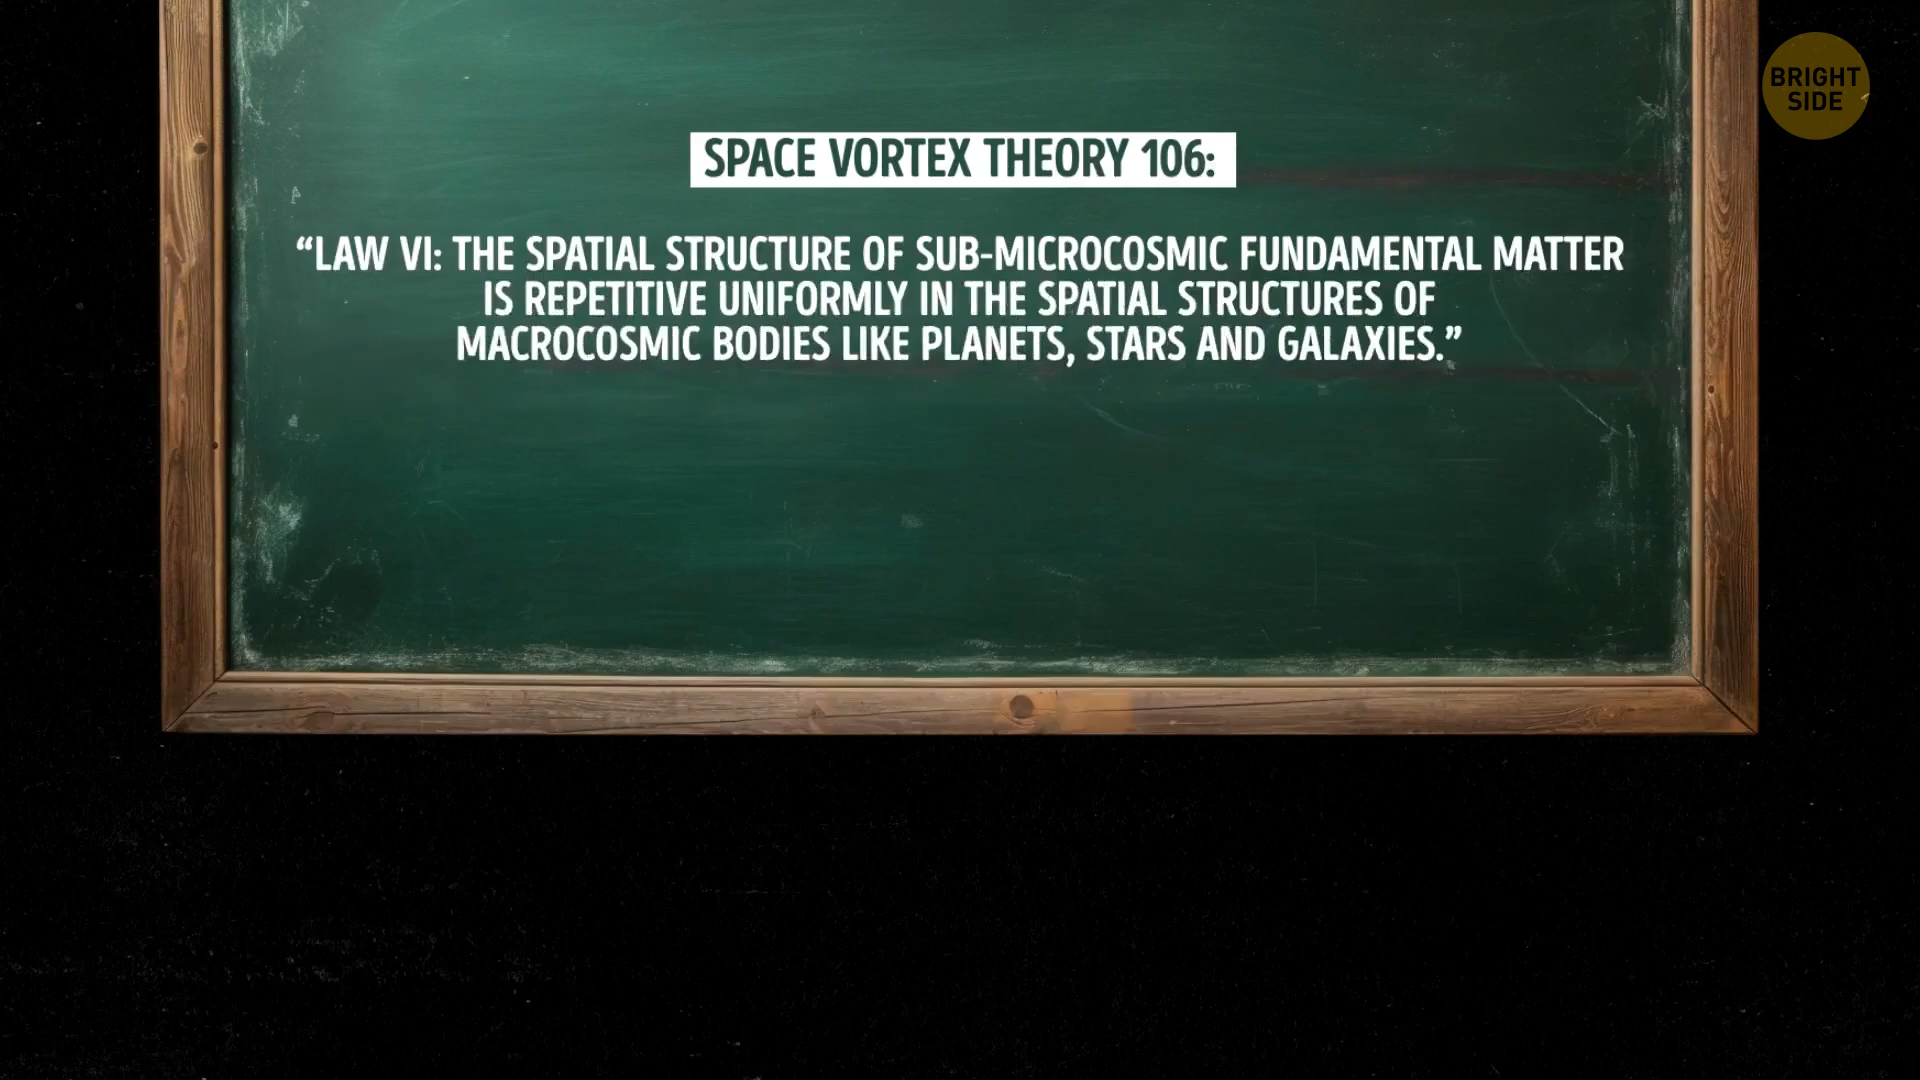 BRIGHT
SIDE
SPACE VORTEX THEORY 106:
“LAW VI: THE SPATIAL STRUCTURE OF SUB-MICROCOSMIC FUNDAMENTAL MATTER
IS REPETITIVE UNIFORMLY IN THE SPATIAL STRUCTURES OF
MACROCOSMIC BODIES LIKE PLANETS, STARS AND GALAXIES.”